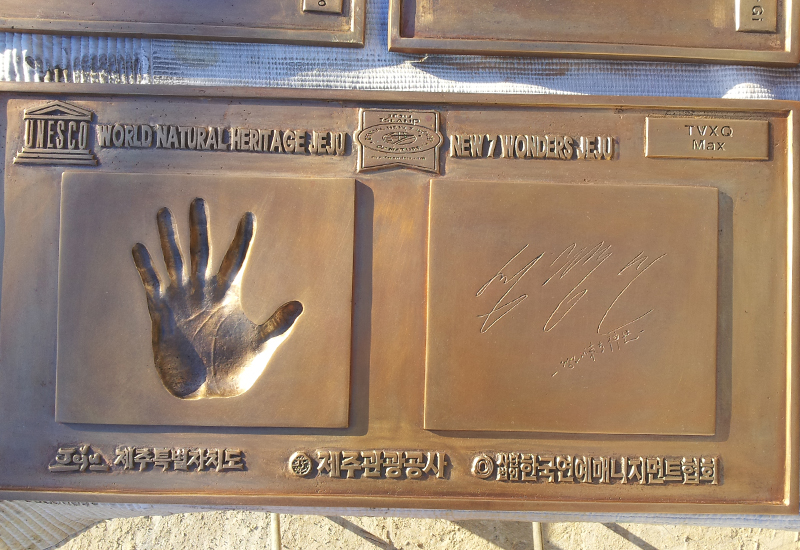 UNESCO
WORLD NATURAL HERITAGE JEJU
NEW 7 WONDERS JEJU
TVXQ
Max
제주특별자치도
제주관광공사
한국연예매니지먼트협회